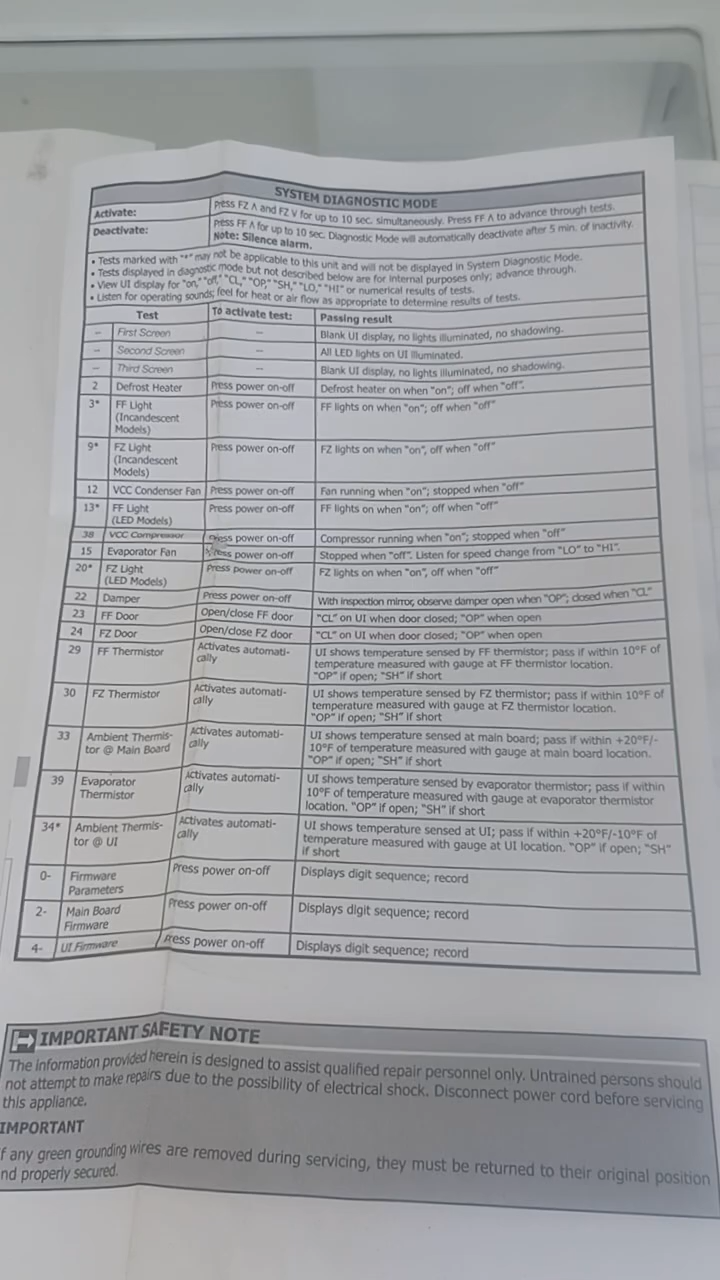 SYSTEM DIAGNOSTIC MODE
Activate: Press FZ Λ and FZ V for up to 10 sec. simultaneously. Press FF Λ to advance through tests.
Deactivate: Press FF Λ for up to 10 sec. Diagnostic Mode will automatically deactivate after 5 min. of inactivity.
Note: Silence alarm.
• Tests marked with "*" may not be applicable to this unit and will not be displayed in System Diagnostic Mode.
• Tests displayed in diagnostic mode but not described below are for internal purposes only; advance through.
• View UI display for "on," "off," "CL," "OP," "SH," "LO," "HI" or numerical results of tests.
• Listen for operating sounds; feel for heat or air flow as appropriate to determine results of tests.
Test To activate test: Passing result
– First Screen – Blank UI display, no lights illuminated, no shadowing.
– Second Screen – All LED lights on UI illuminated.
– Third Screen – Blank UI display, no lights illuminated, no shadowing.
2 Defrost Heater Press power on-off Defrost heater on when "on"; off when "off".
3* FF Light Press power on-off FF lights on when "on"; off when "off"
(Incandescent
Models)
9* FZ Light Press power on-off FZ lights on when "on", off when "off"
(Incandescent
Models)
12 VCC Condenser Fan Press power on-off Fan running when "on"; stopped when "off"
13* FF Light Press power on-off FF lights on when "on"; off when "off"
(LED Models)
38 VCC Compressor Press power on-off Compressor running when "on"; stopped when "off"
15 Evaporator Fan Press power on-off Stopped when "off". Listen for speed change from "LO" to "HI".
20* FZ Light Press power on-off FZ lights on when "on", off when "off"
(LED Models)
22 Damper Press power on-off With inspection mirror, observe damper open when "OP"; closed when "CL"
23 FF Door Open/close FF door "CL" on UI when door closed; "OP" when open
24 FZ Door Open/close FZ door "CL" on UI when door closed; "OP" when open
29 FF Thermistor Activates automati- UI shows temperature sensed by FF thermistor; pass if within 10°F of
cally temperature measured with gauge at FF thermistor location.
"OP" if open; "SH" if short
30 FZ Thermistor Activates automati- UI shows temperature sensed by FZ thermistor; pass if within 10°F of
cally temperature measured with gauge at FZ thermistor location.
"OP" if open; "SH" if short
33 Ambient Thermis- Activates automati- UI shows temperature sensed at main board; pass if within +20°F/-
tor @ Main Board cally 10°F of temperature measured with gauge at main board location.
"OP" if open; "SH" if short
39 Evaporator Activates automati- UI shows temperature sensed by evaporator thermistor; pass if within
Thermistor cally 10°F of temperature measured with gauge at evaporator thermistor
location. "OP" if open; "SH" if short
34* Ambient Thermis- Activates automati- UI shows temperature sensed at UI; pass if within +20°F/-10°F of
tor @ UI cally temperature measured with gauge at UI location. "OP" if open; "SH"
if short
0- Firmware Press power on-off Displays digit sequence; record
Parameters
2- Main Board Press power on-off Displays digit sequence; record
Firmware
4- UI Firmware Press power on-off Displays digit sequence; record
IMPORTANT SAFETY NOTE
The information provided herein is designed to assist qualified repair personnel only. Untrained persons should
not attempt to make repairs due to the possibility of electrical shock. Disconnect power cord before servicing
this appliance.
IMPORTANT
f any green grounding wires are removed during servicing, they must be returned to their original position
nd properly secured.